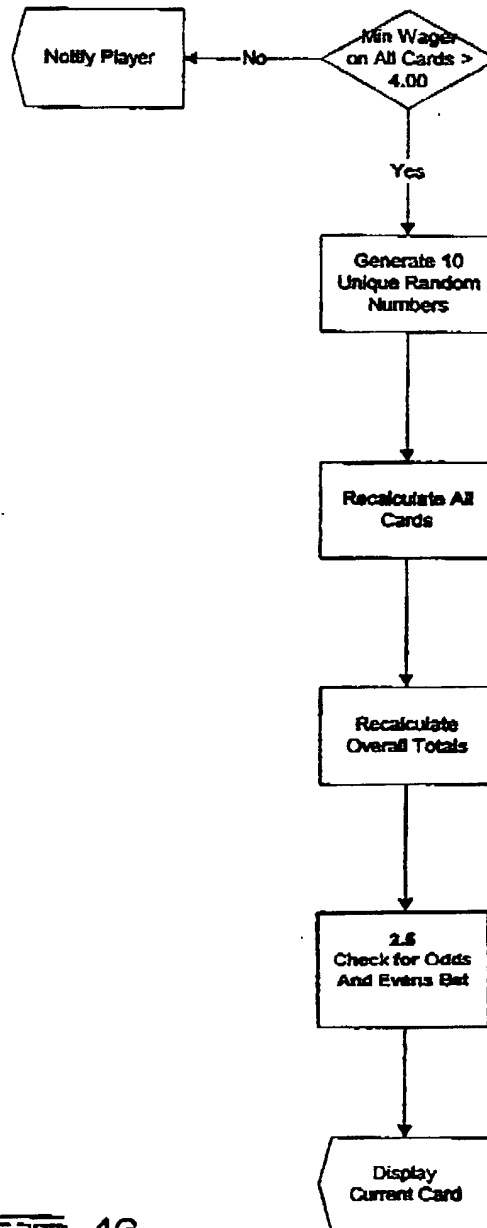 Notify Player
No
Min Wager
on All Cards >
4.00
Yes
Generate 10
Unique Random
Numbers
Recalculate All
Cards
Recalculate
Overall Totals
2.5
Check for Odds
And Evens Bet
Display
Current Card